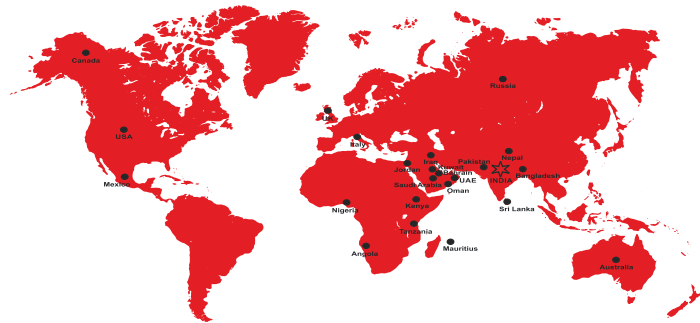 Canada
Russia
UK
USA
Italy
Iran
Nepal
Pakistan
Jordan
Kuwait
Bahrain
Bangladesh
INDIA
UAE
Saudi Arabia
Mexico
Oman
Kenya
Nigeria
Sri Lanka
Tanzania
Mauritius
Angola
Australia